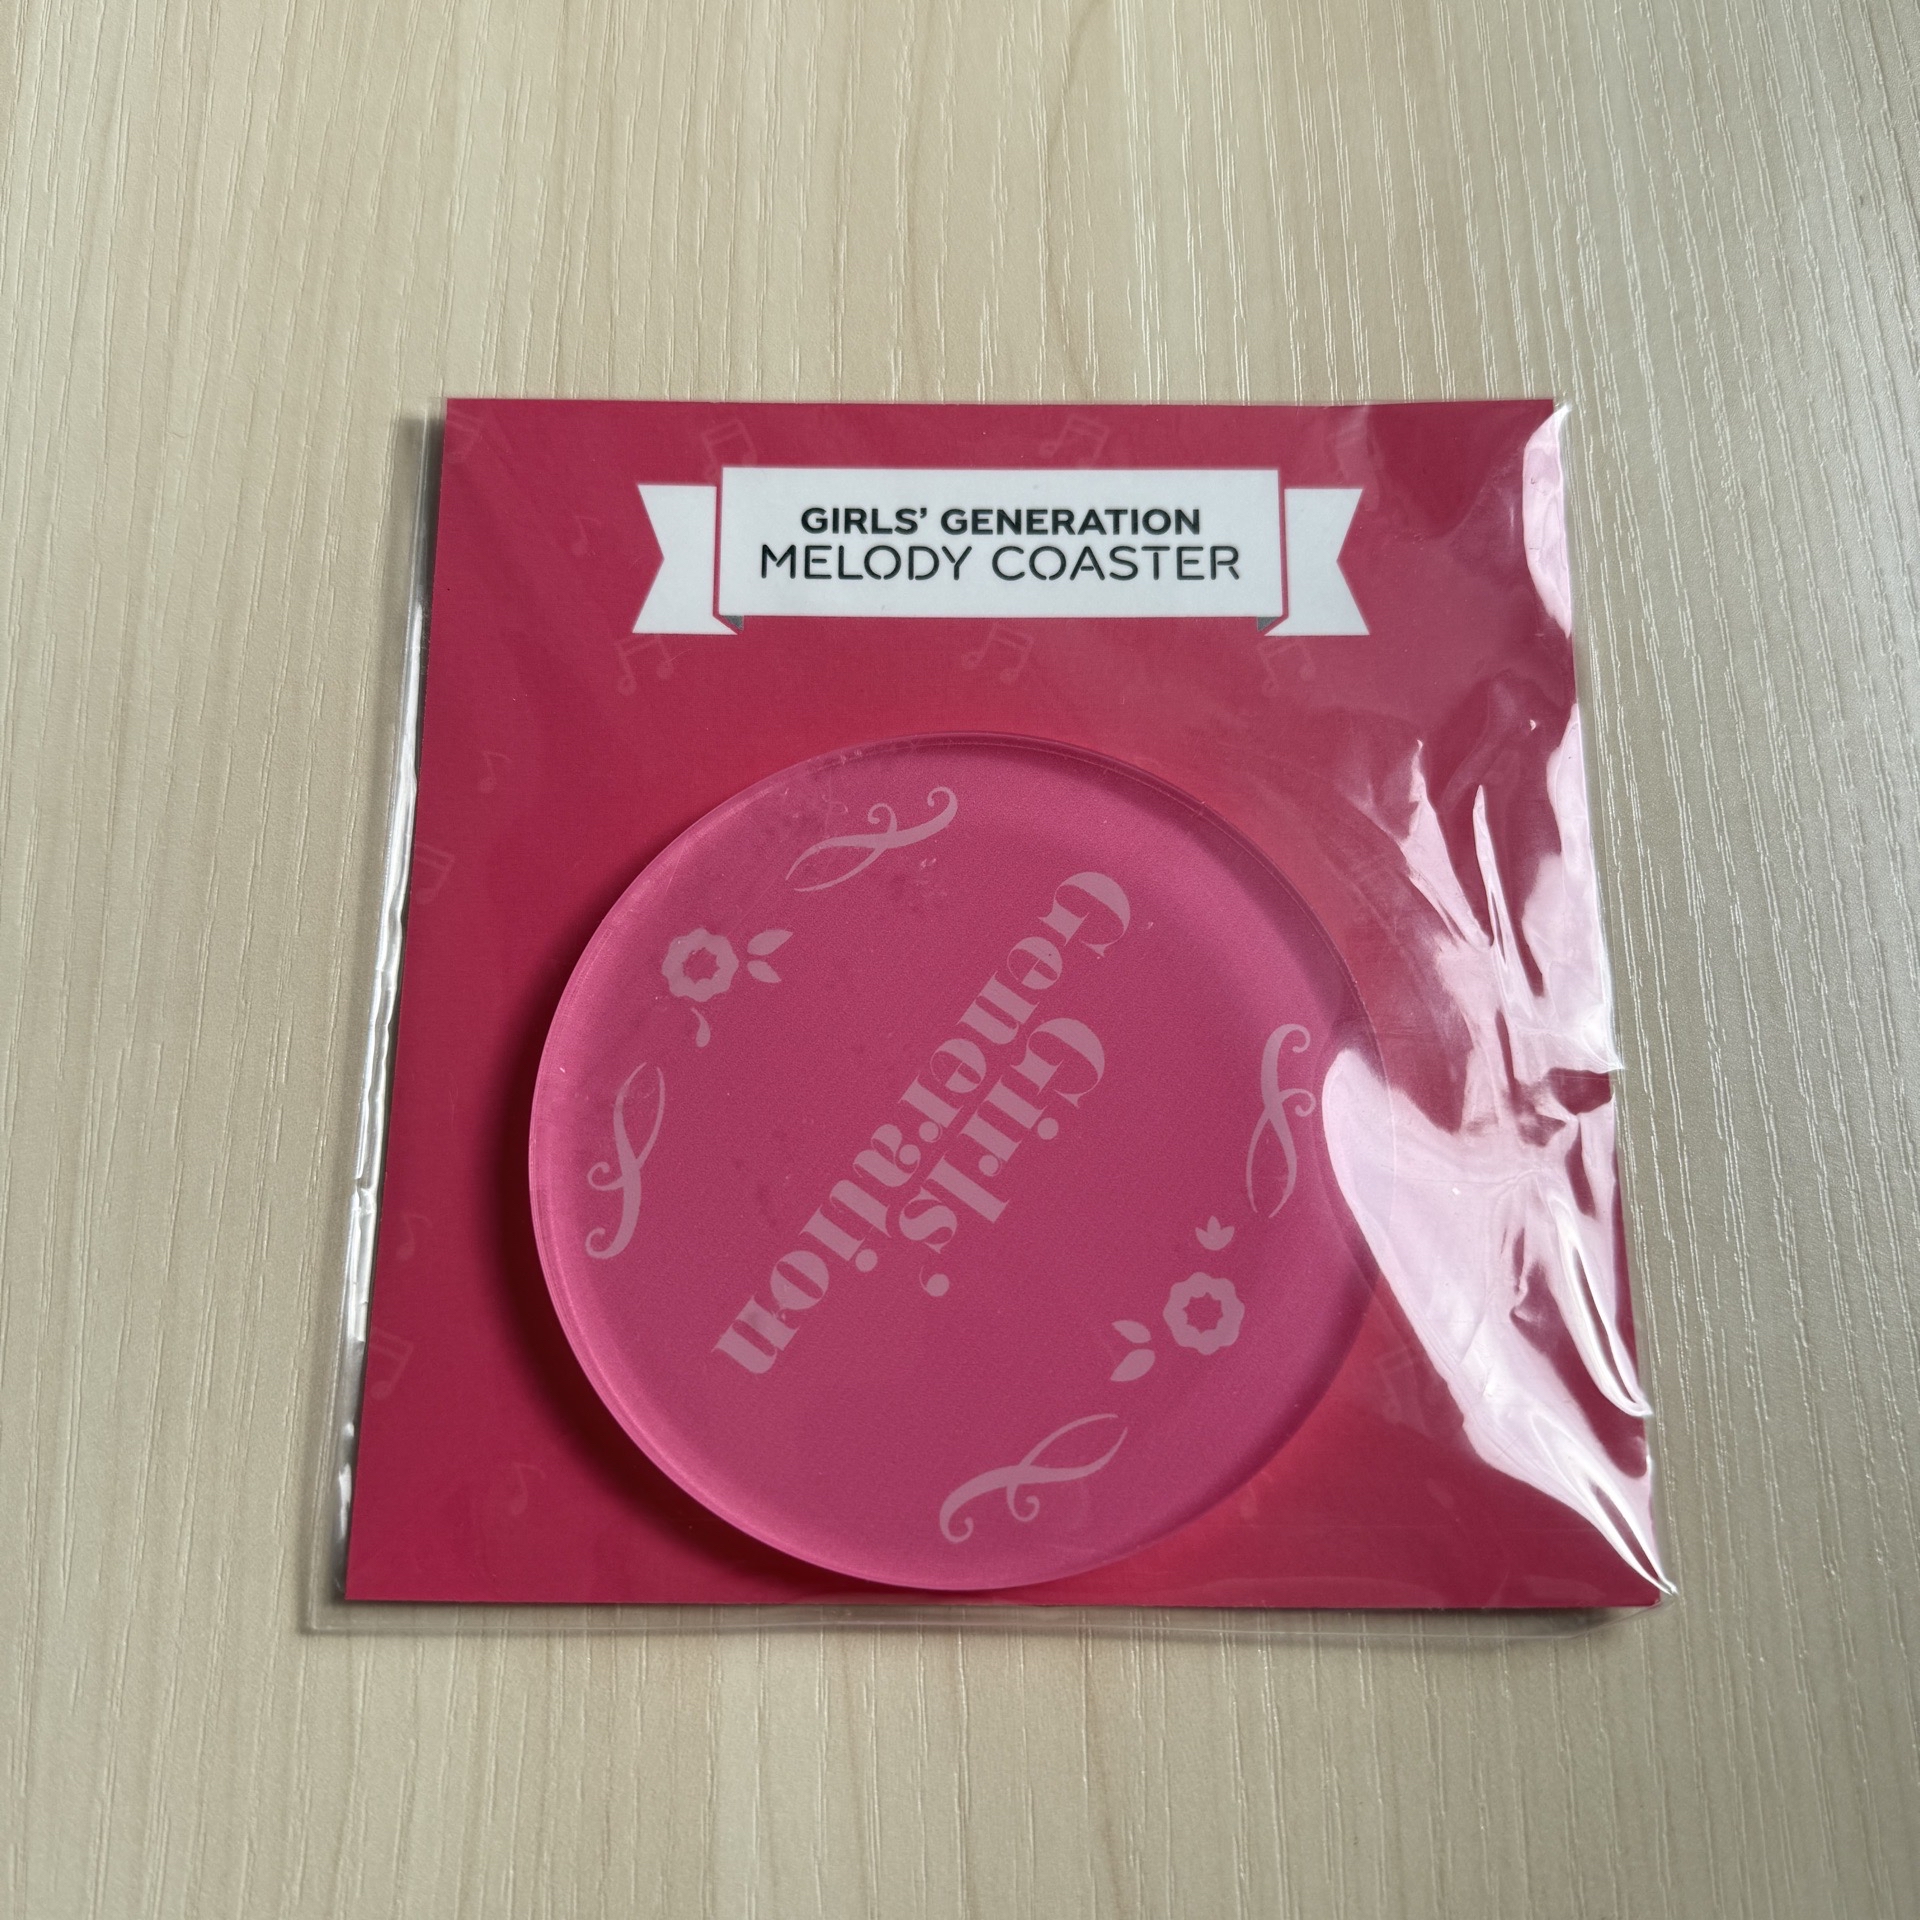 GIRLS’ GENERATION
MELODY COASTER
Girls’
Generation